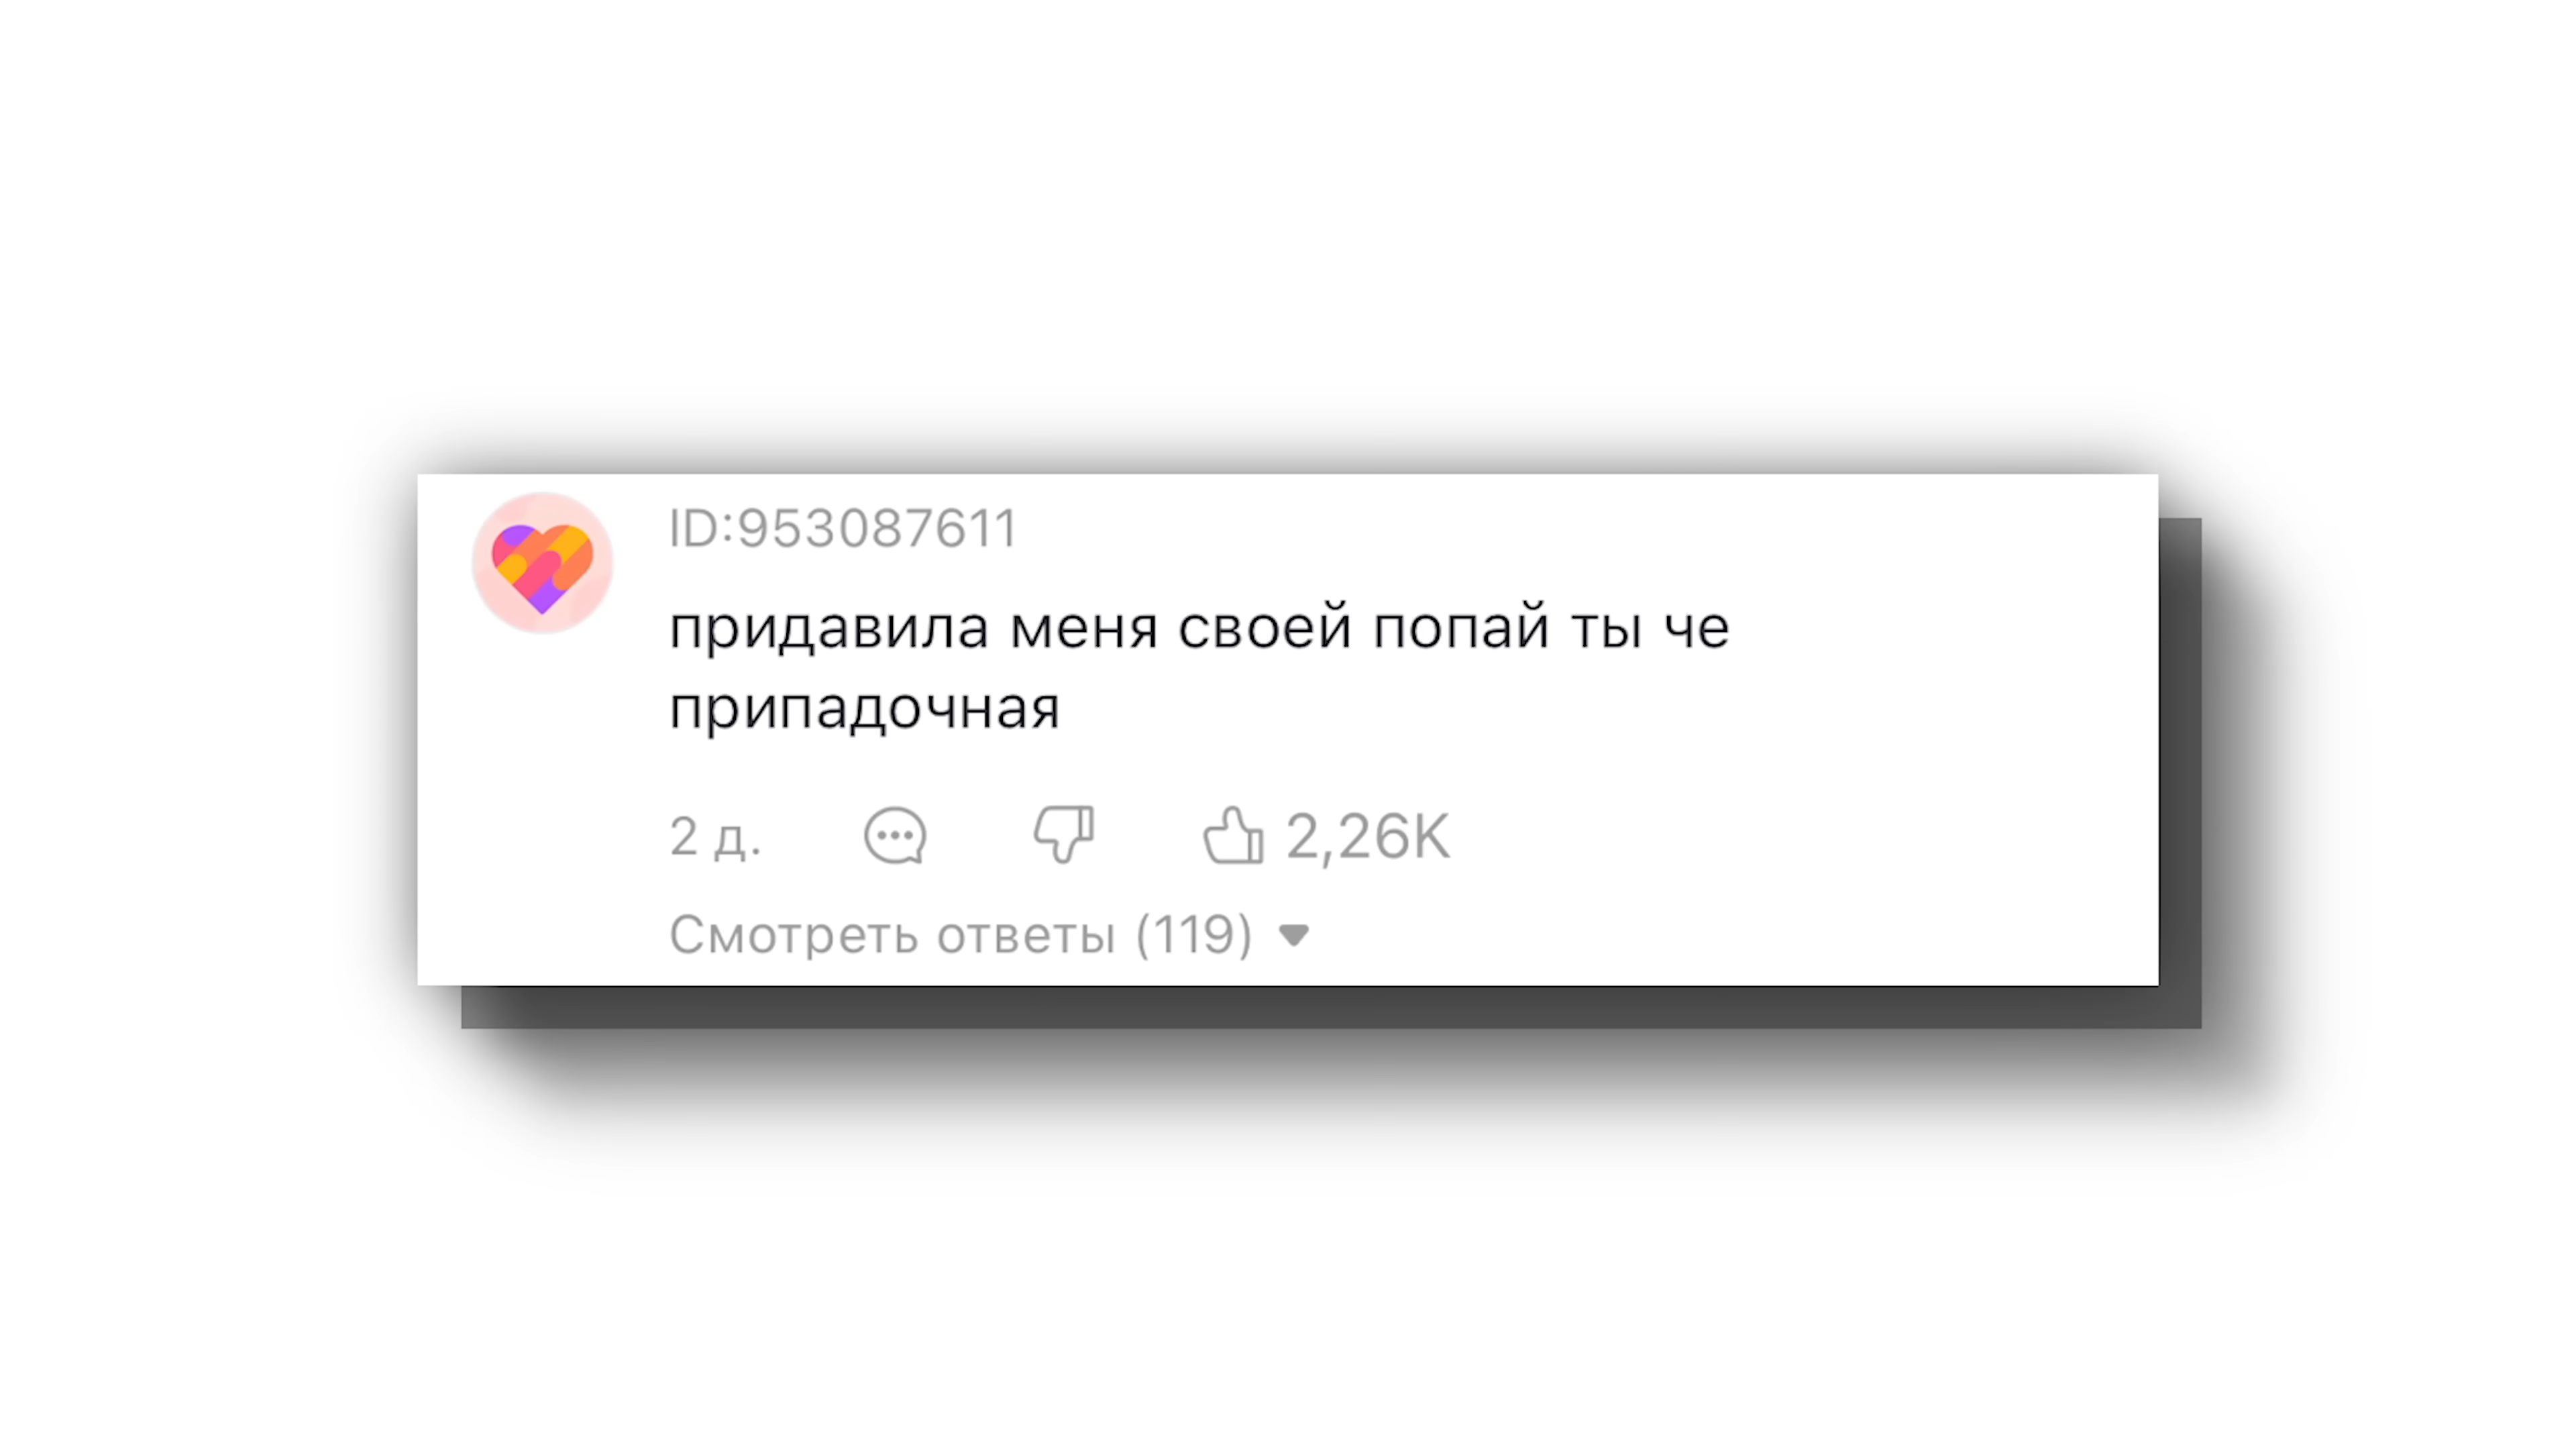 ID:953087611
придавила меня своей попай ты че
припадочная
2 д. 2,26K
Смотреть ответы (119)